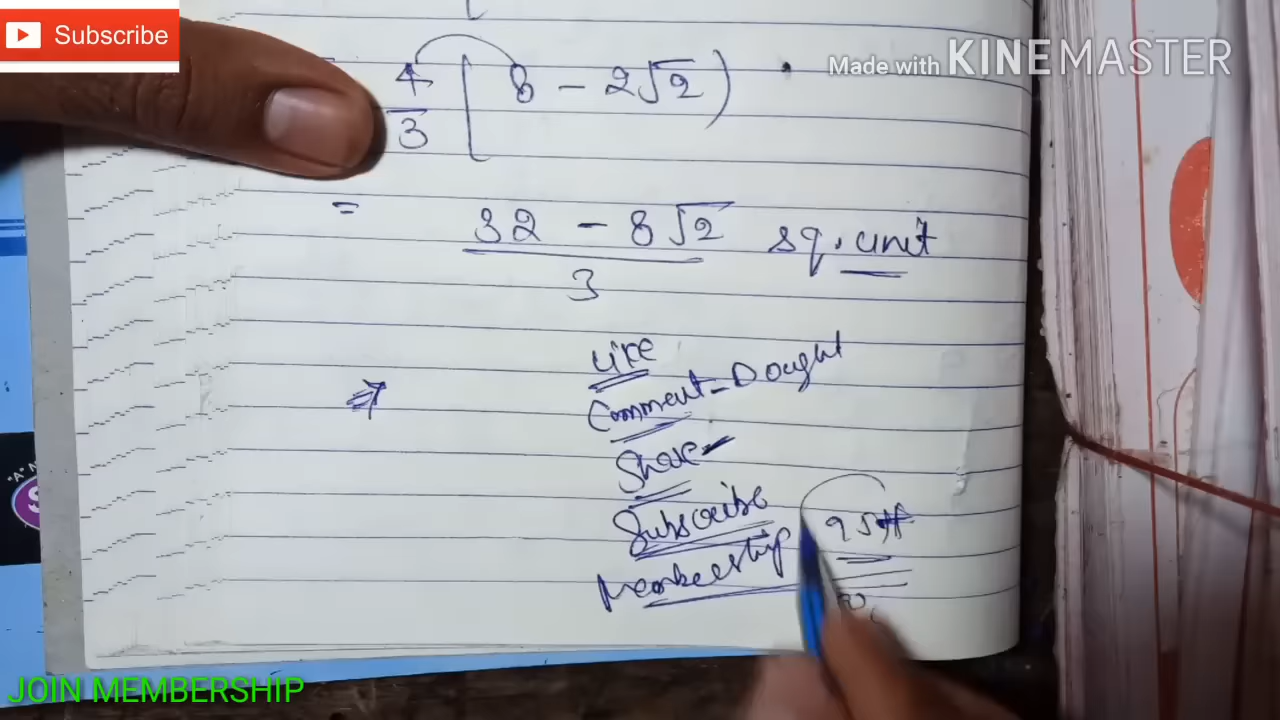 Subscribe
Made with KINEMASTER
4/3 [ 8 - 2√2 )
= 32 - 8√2 / 3 sq. unit
⇒
Like
Comment - Dought
Share
Subscribe
Membership 95
JOIN MEMBERSHIP